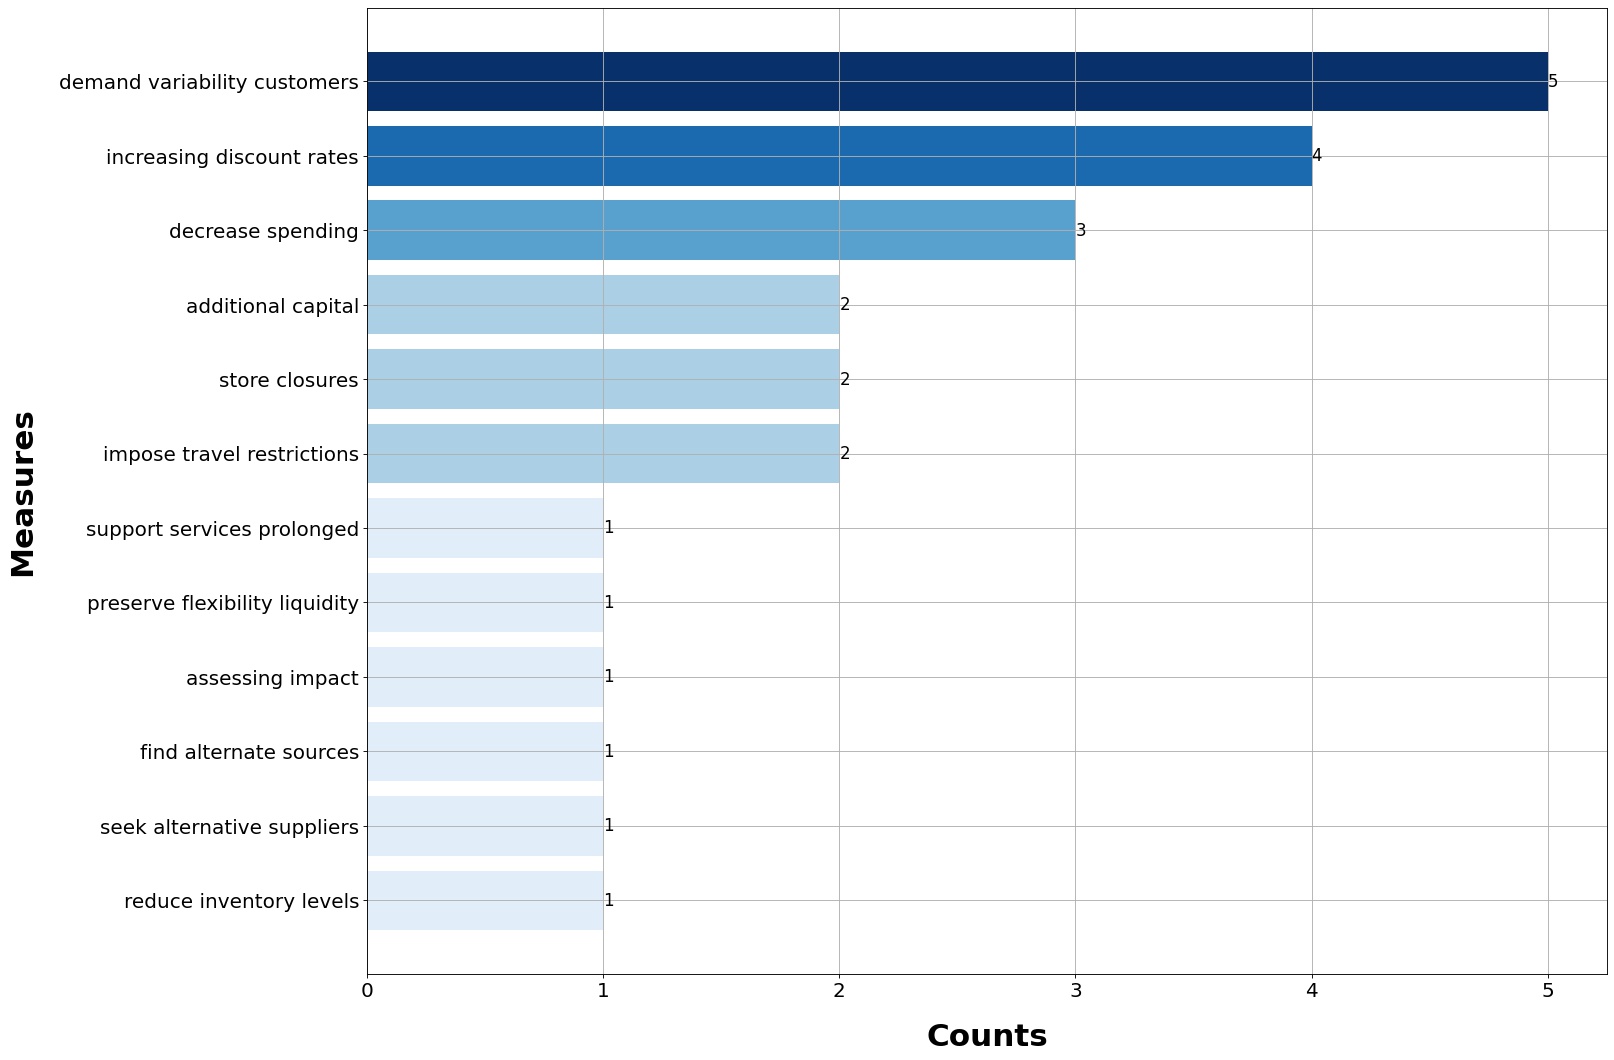 demand variability customers 5
increasing discount rates 4
decrease spending 3
additional capital 2
store closures 2
impose travel restrictions 2
support services prolonged 1
preserve flexibility liquidity 1
assessing impact 1
find alternate sources 1
seek alternative suppliers 1
reduce inventory levels 1
Measures
0 1 2 3 4 5
Counts